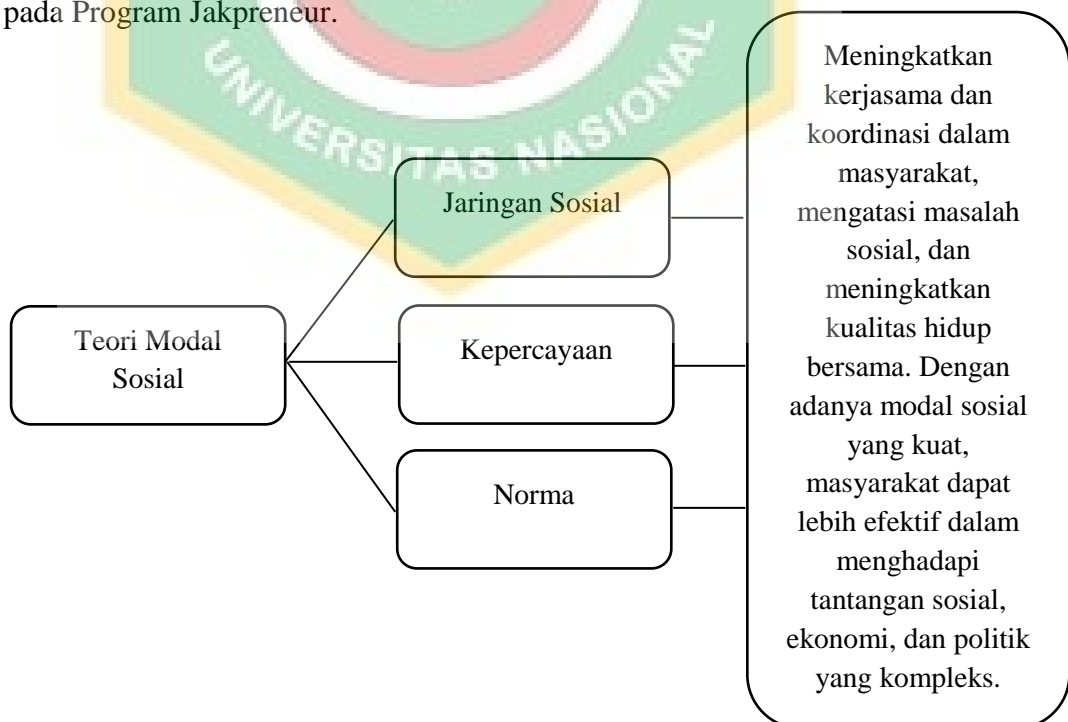 pada Program Jakpreneur.
UNIVERSITAS NASIONAL
Teori Modal
Sosial
Jaringan Sosial
Kepercayaan
Norma
Meningkatkan
kerjasama dan
koordinasi dalam
masyarakat,
mengatasi masalah
sosial, dan
meningkatkan
kualitas hidup
bersama. Dengan
adanya modal sosial
yang kuat,
masyarakat dapat
lebih efektif dalam
menghadapi
tantangan sosial,
ekonomi, dan politik
yang kompleks.